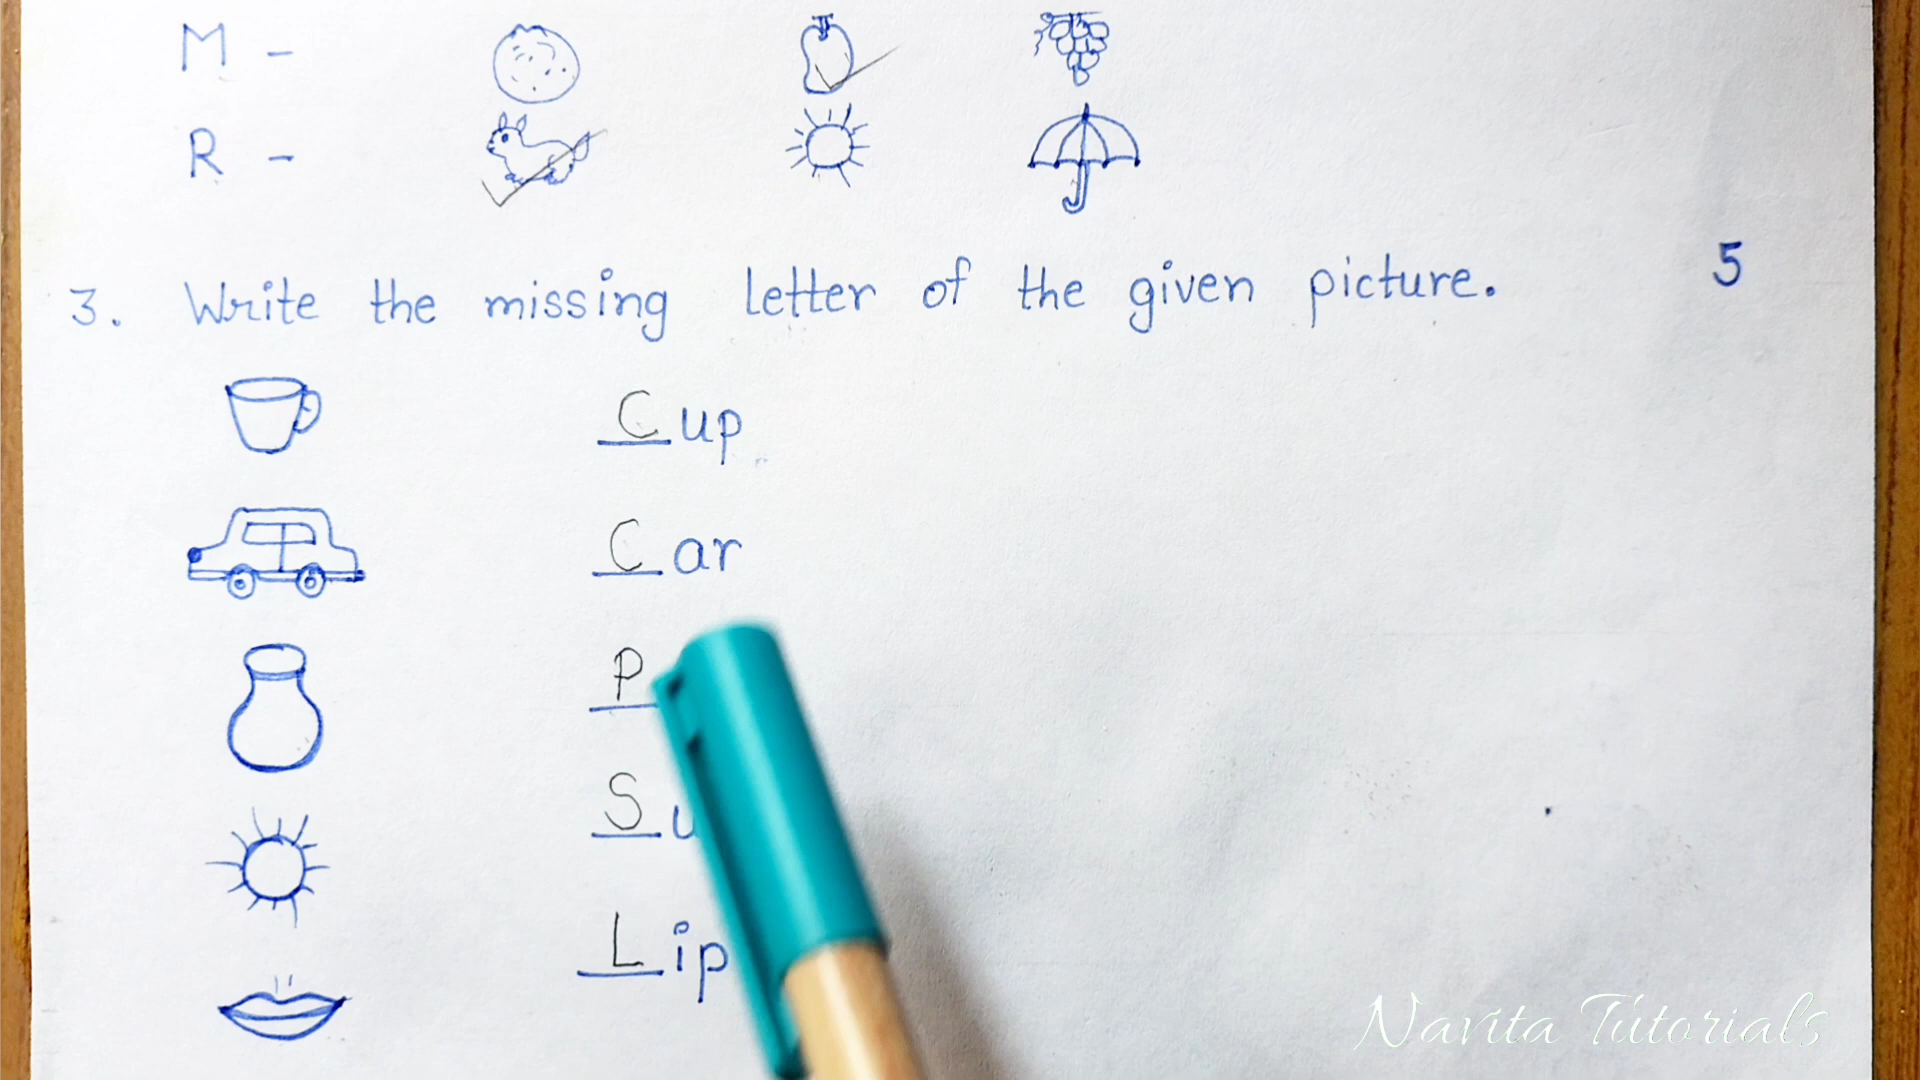 M -
R -
3. Write the missing letter of the given picture. 5
Cup
Car
P
Su
Lip
Navita Tutorials